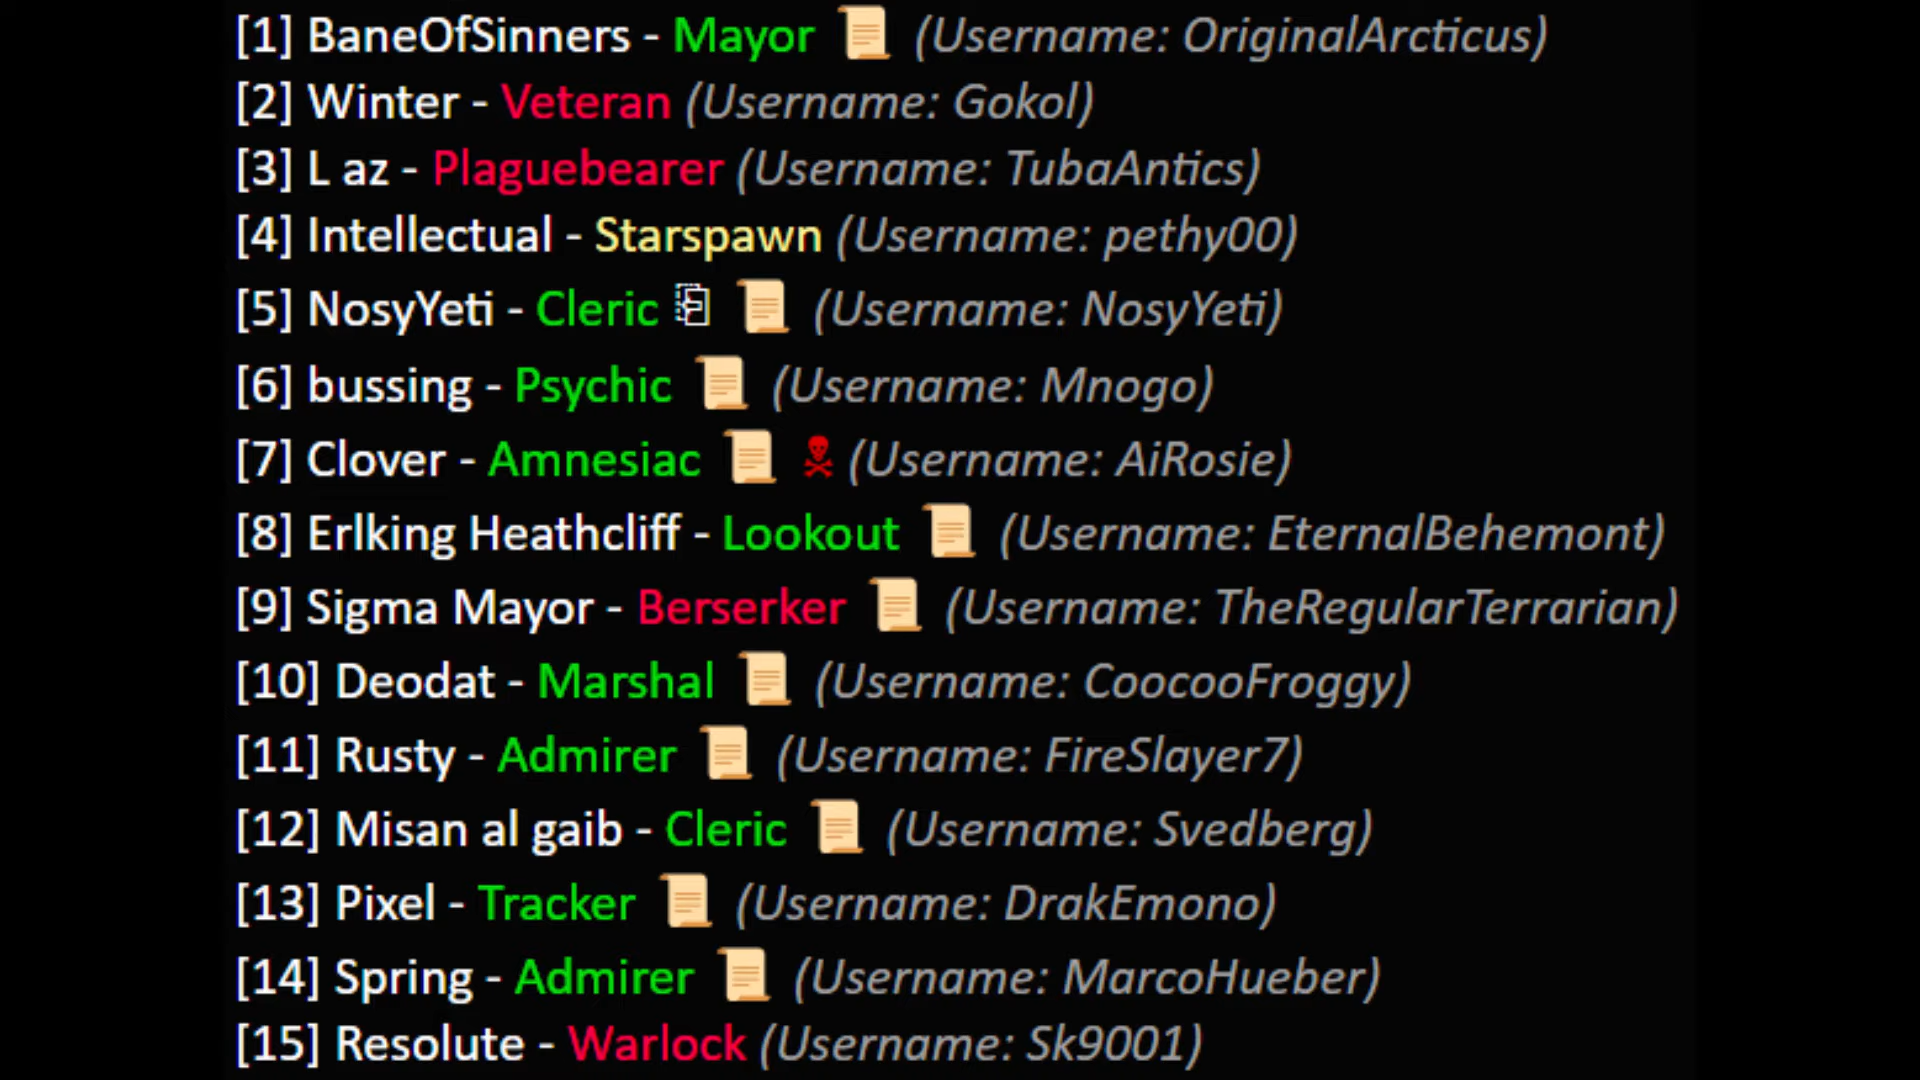 [1] BaneOfSinners - Mayor (Username: OriginalArcticus)
[2] Winter - Veteran (Username: Gokol)
[3] L az - Plaguebearer (Username: TubaAntics)
[4] Intellectual - Starspawn (Username: pethy00)
[5] NosyYeti - Cleric (Username: NosyYeti)
[6] bussing - Psychic (Username: Mnogo)
[7] Clover - Amnesiac (Username: AiRosie)
[8] Erlking Heathcliff - Lookout (Username: EternalBehemont)
[9] Sigma Mayor - Berserker (Username: TheRegularTerrarian)
[10] Deodat - Marshal (Username: CoocooFroggy)
[11] Rusty - Admirer (Username: FireSlayer7)
[12] Misan al gaib - Cleric (Username: Svedberg)
[13] Pixel - Tracker (Username: DrakEmono)
[14] Spring - Admirer (Username: MarcoHueber)
[15] Resolute - Warlock (Username: Sk9001)